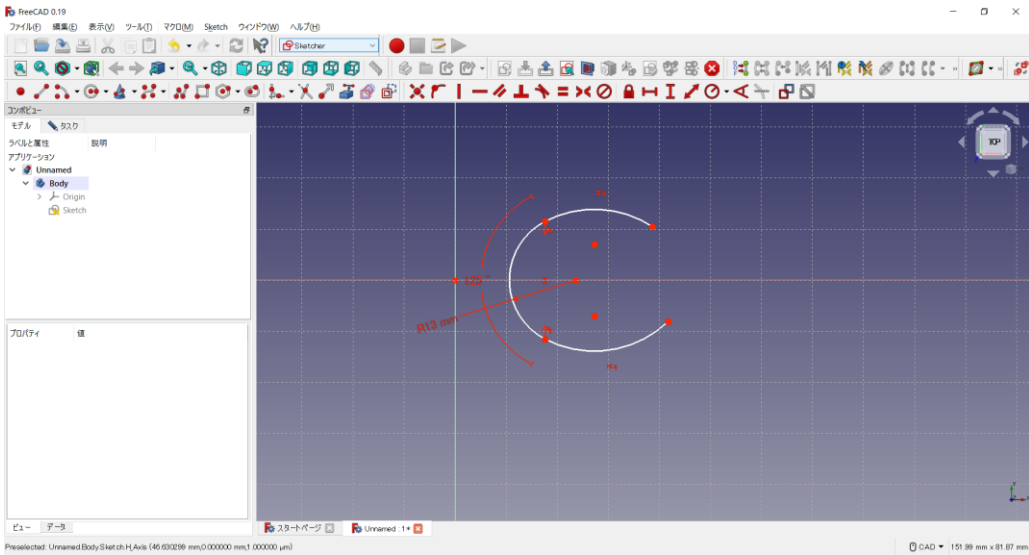 FreeCAD 0.19
ファイル(F) 編集(E) 表示(V) ツール(T) マクロ(M) Sketch ウィンドウ(W) ヘルプ(H)
Sketcher
コンボビュー
モデル タスク
ラベルと属性 説明
アプリケーション
Unnamed
Body
Origin
Sketch
プロパティ 値
ビュー データ
TOP
125 °
R13 mm
Y
スタートページ Unnamed : 1*
Preselected: Unnamed.Body.Sketch.H_Axis (46.630299 mm,0.000000 mm,1.000000 μm)
CAD 151.99 mm x 81.87 mm